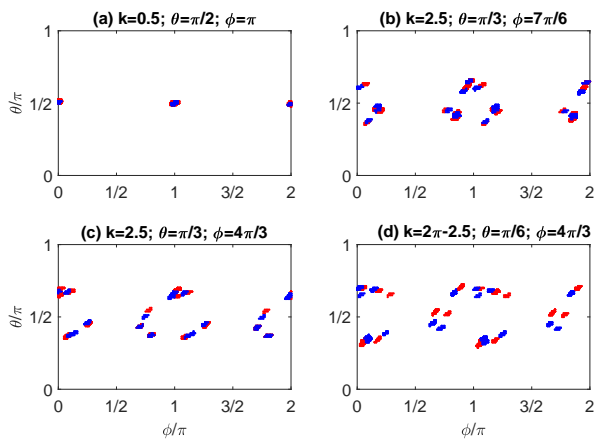 (a) k=0.5; θ=π/2; ϕ=π
(b) k=2.5; θ=π/3; ϕ=7π/6
1
1/2
0
θ/π
0 1/2 1 3/2 2
1
1/2
0
0 1/2 1 3/2 2
(c) k=2.5; θ=π/3; ϕ=4π/3
(d) k=2π-2.5; θ=π/6; ϕ=4π/3
0
1/2
1
θ/π
0 1/2 1 3/2 2
ϕ/π
0
1/2
1
0 1/2 1 3/2 2
ϕ/π